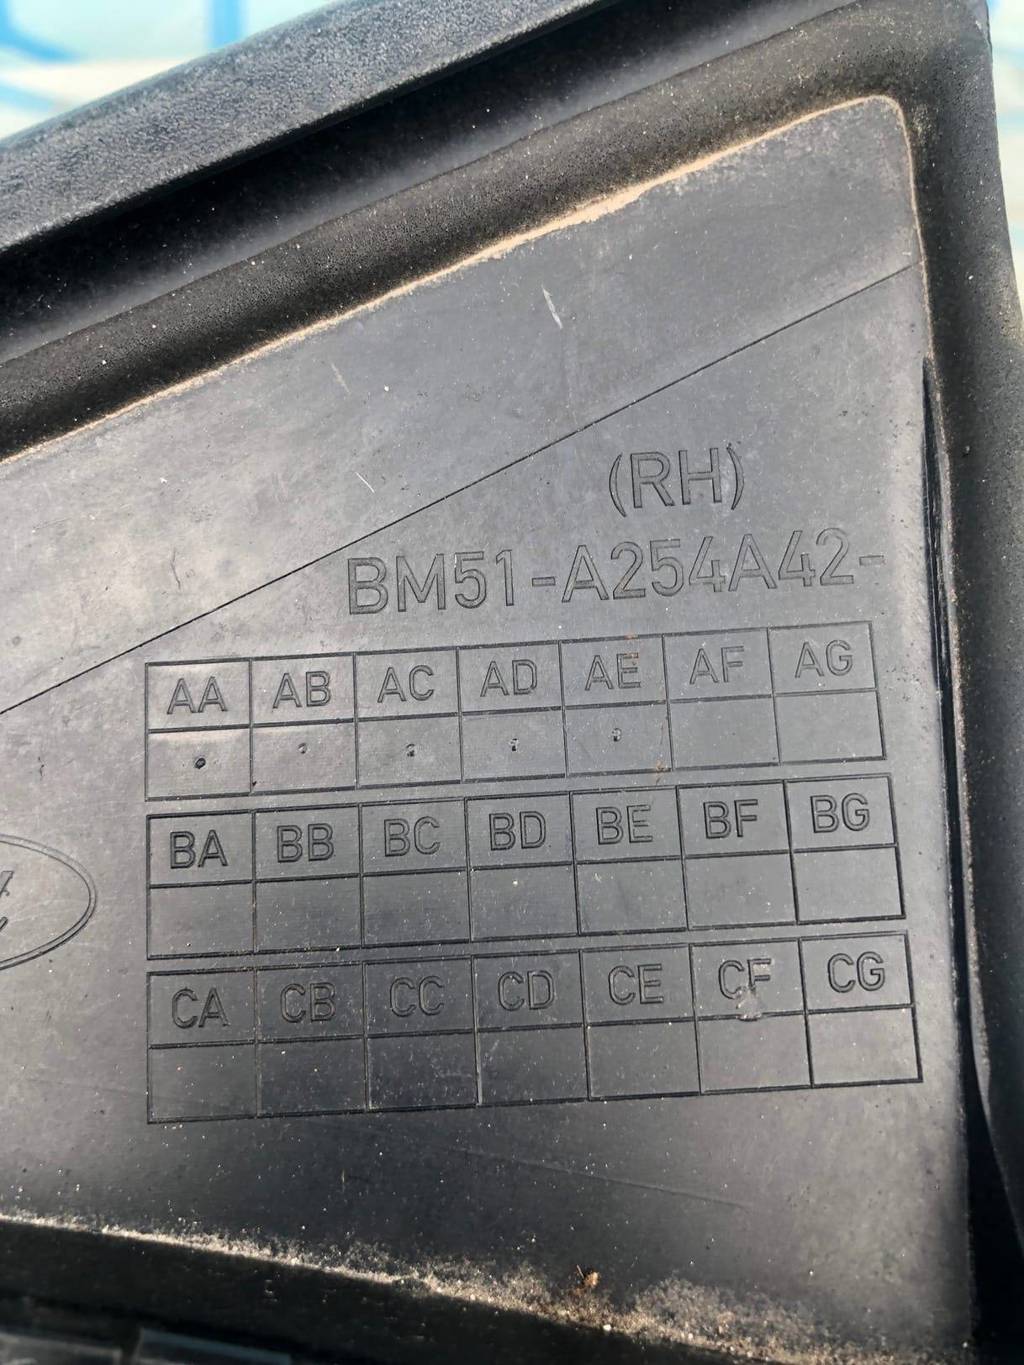 (RH)
BM51-A254A42-
AA AB AC AD AE AF AG
BA BB BC BD BE BF BG
CA CB CC CD CE CF CG